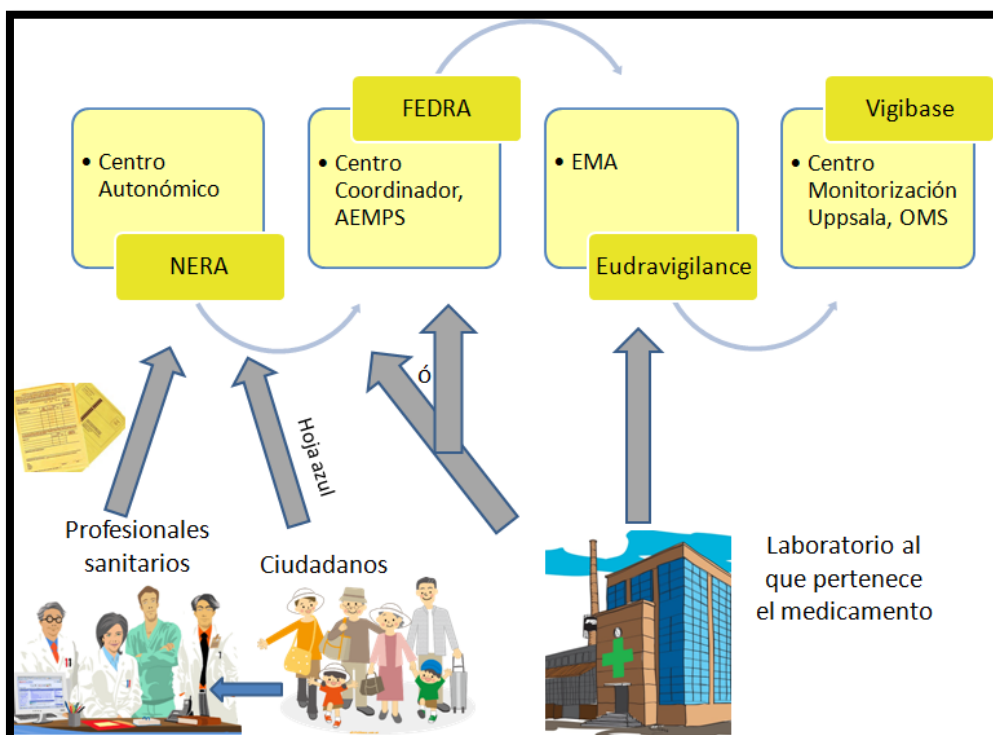 FEDRA
Vigibase
• Centro
Autonómico
• Centro
Coordinador,
AEMPS
• EMA
• Centro
Monitorización
Uppsala, OMS
NERA
Eudravigilance
ó
Hoja azul
Profesionales
sanitarios
Ciudadanos
Laboratorio al
que pertenece
el medicamento